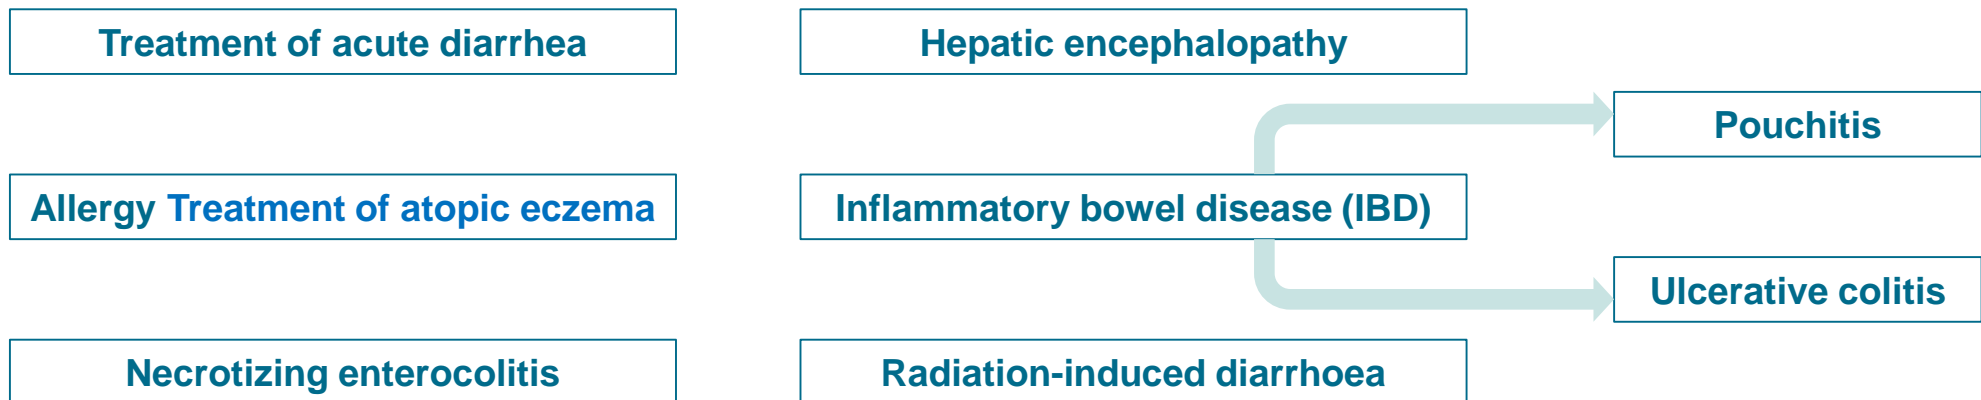 Treatment of acute diarrhea
Hepatic encephalopathy
Pouchitis
Allergy Treatment of atopic eczema
Inflammatory bowel disease (IBD)
Ulcerative colitis
Necrotizing enterocolitis
Radiation-induced diarrhoea